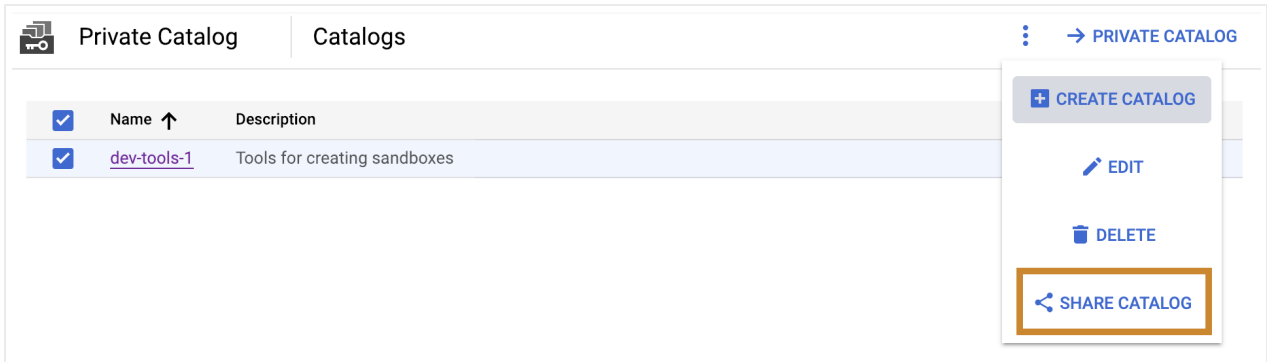 Private Catalog Catalogs PRIVATE CATALOG
CREATE CATALOG
Name Description
dev-tools-1 Tools for creating sandboxes
EDIT
DELETE
SHARE CATALOG